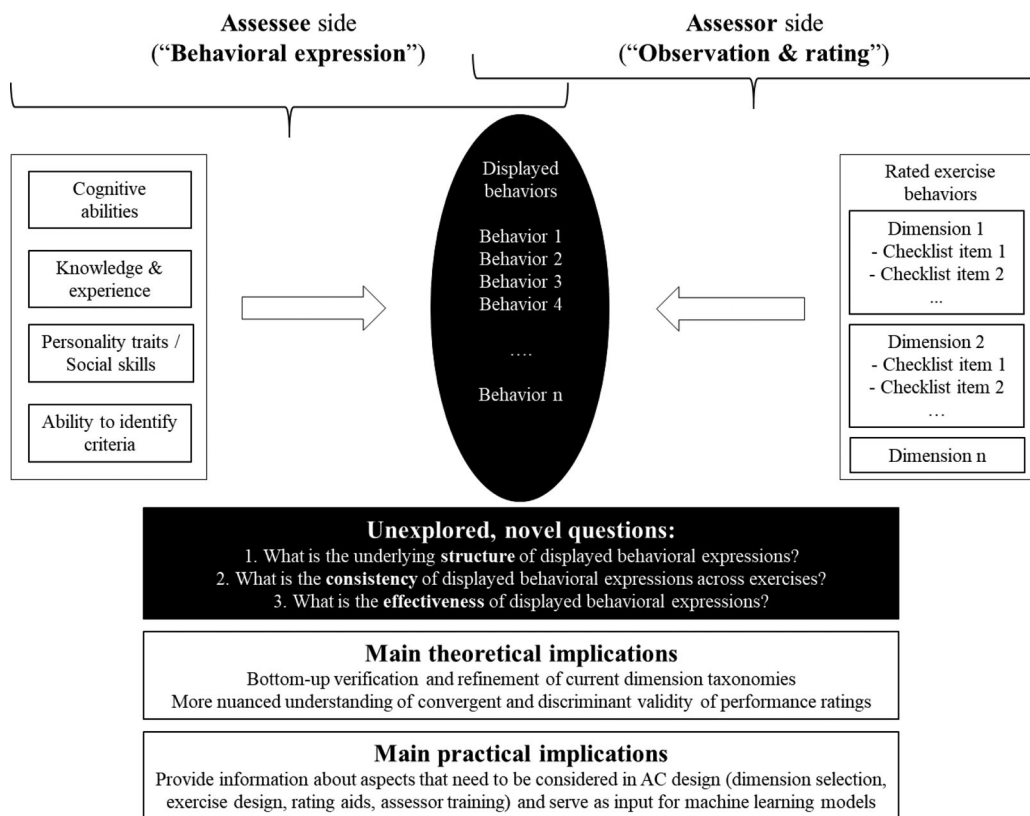 Assessee side
(“Behavioral expression”)
Assessor side
(“Observation & rating”)
Cognitive
abilities
Knowledge &
experience
Personality traits /
Social skills
Ability to identify
criteria
Displayed
behaviors
Behavior 1
Behavior 2
Behavior 3
Behavior 4
....
Behavior n
Rated exercise
behaviors
Dimension 1
- Checklist item 1
- Checklist item 2
...
Dimension 2
- Checklist item 1
- Checklist item 2
…
Dimension n
Unexplored, novel questions:
1. What is the underlying structure of displayed behavioral expressions?
2. What is the consistency of displayed behavioral expressions across exercises?
3. What is the effectiveness of displayed behavioral expressions?
Main theoretical implications
Bottom-up verification and refinement of current dimension taxonomies
More nuanced understanding of convergent and discriminant validity of performance ratings
Main practical implications
Provide information about aspects that need to be considered in AC design (dimension selection,
exercise design, rating aids, assessor training) and serve as input for machine learning models